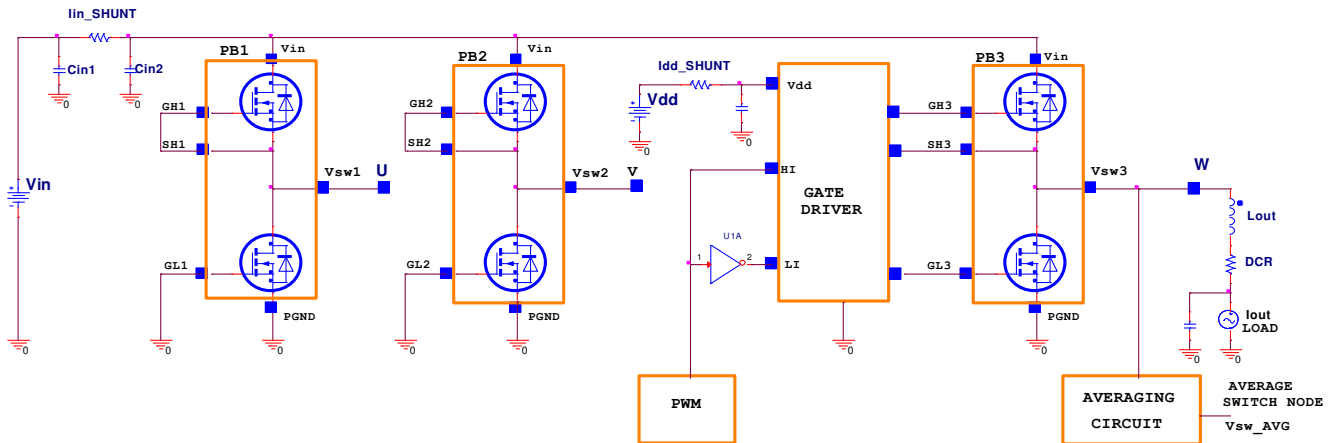 Iin_SHUNT
Cin1
0
Cin2
0
Vin
PB1
Vin
GH1
SH1
Vsw1
U
GL1
0
PGND
0
PB2
Vin
GH2
SH2
Vsw2
V
GL2
0
PGND
0
Idd_SHUNT
Vdd
0
0
Vdd
HI
GATE
DRIVER
LI
0
U1A
1
2
PWM
PB3
Vin
GH3
SH3
Vsw3
GL3
PGND
0
W
Lout
DCR
Iout
LOAD
0
0
AVERAGING
CIRCUIT
AVERAGE
SWITCH NODE
Vsw_AVG
0